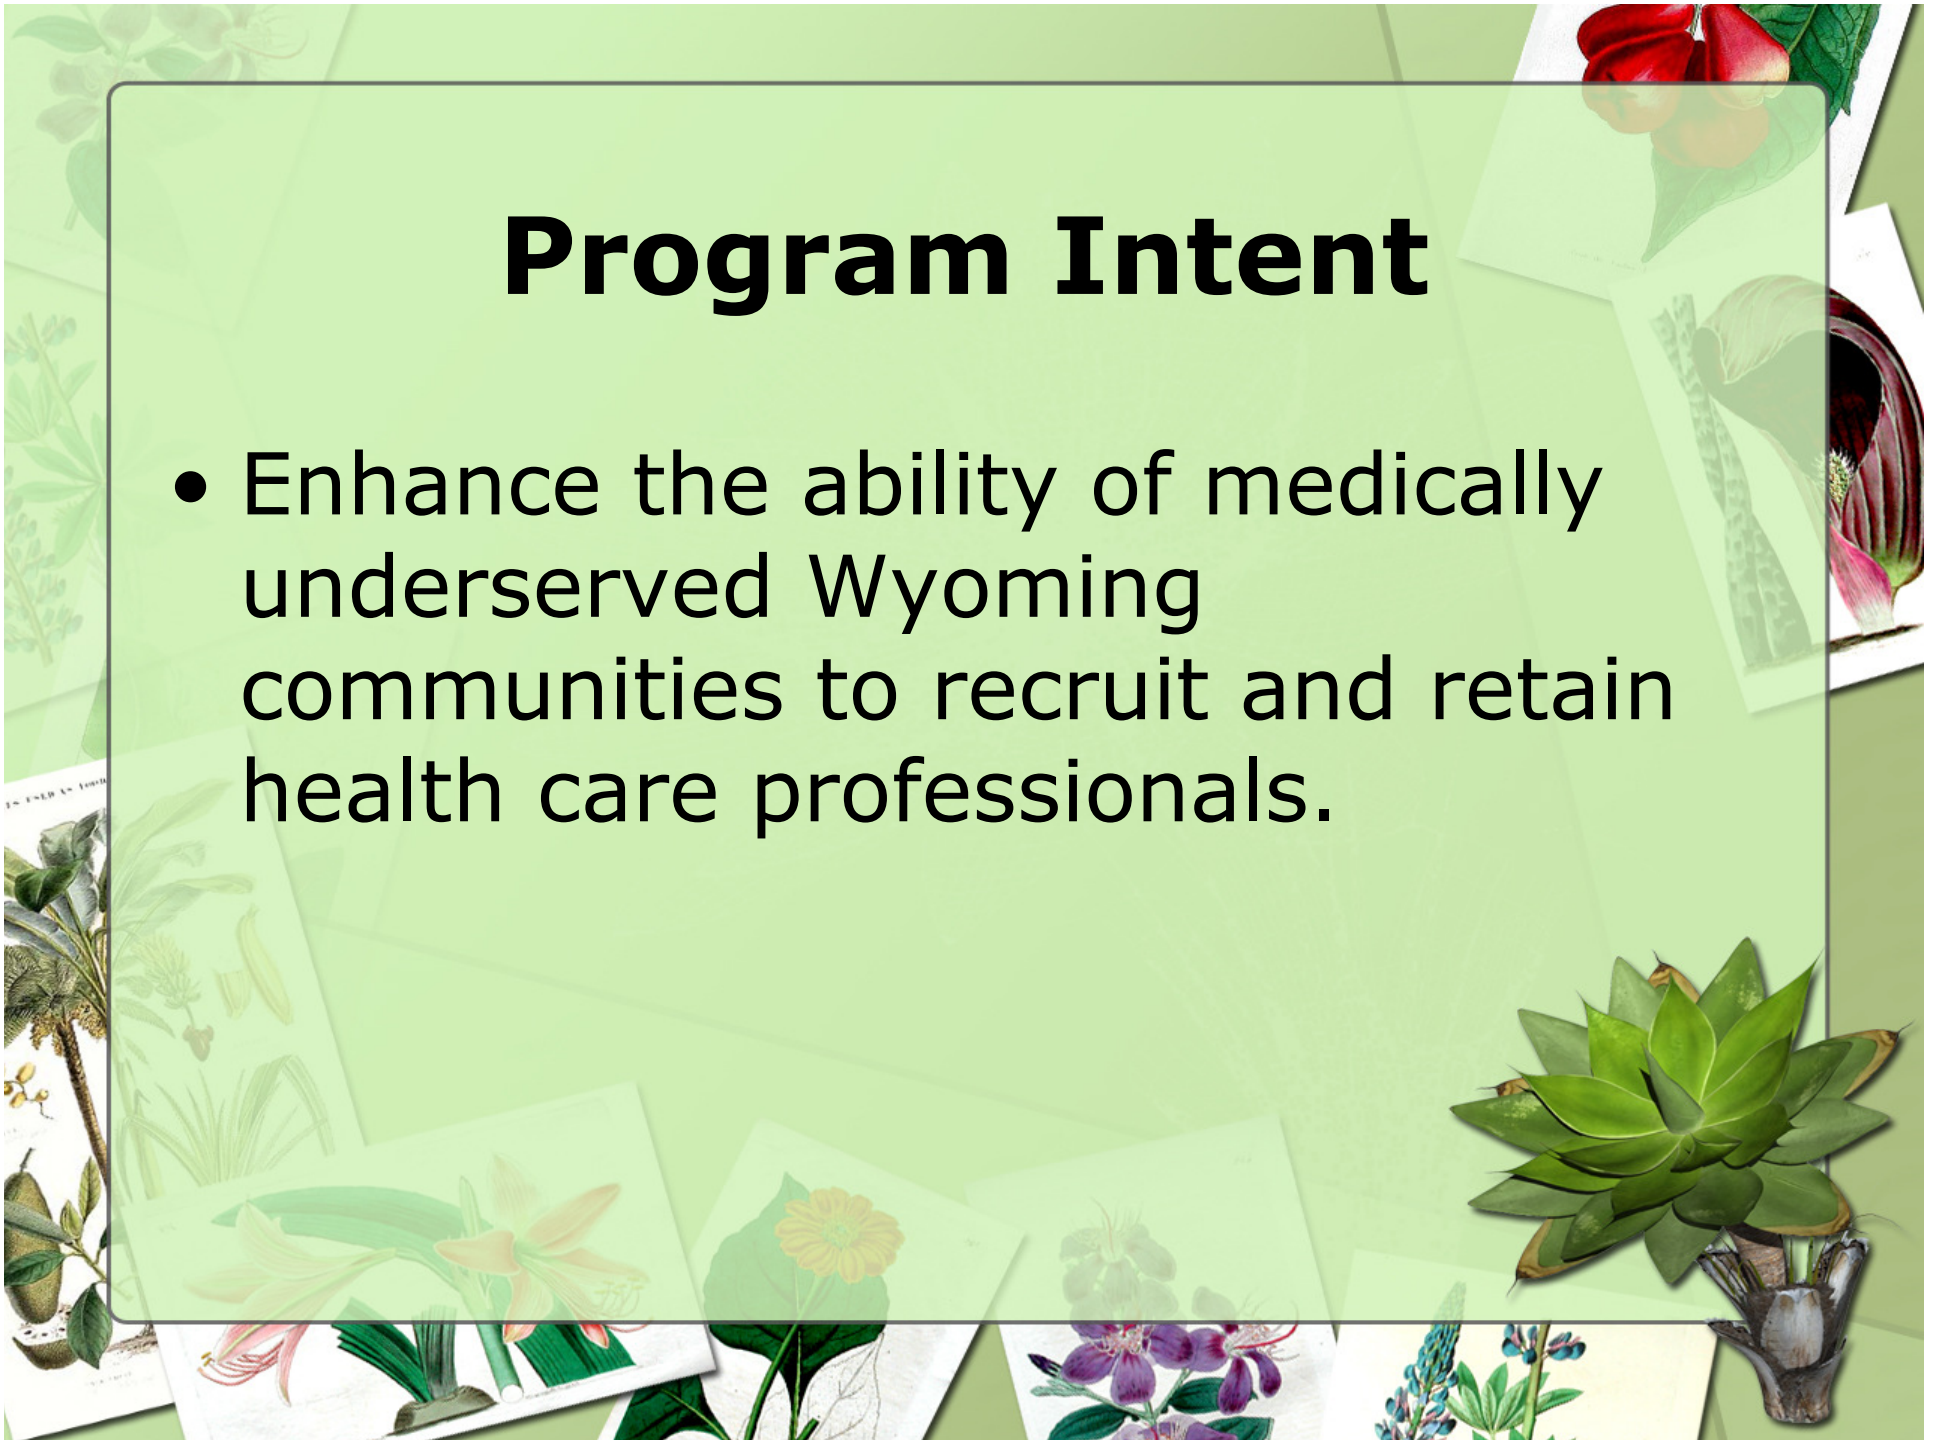 Program Intent
• Enhance the ability of medically
underserved Wyoming
communities to recruit and retain
health care professionals.